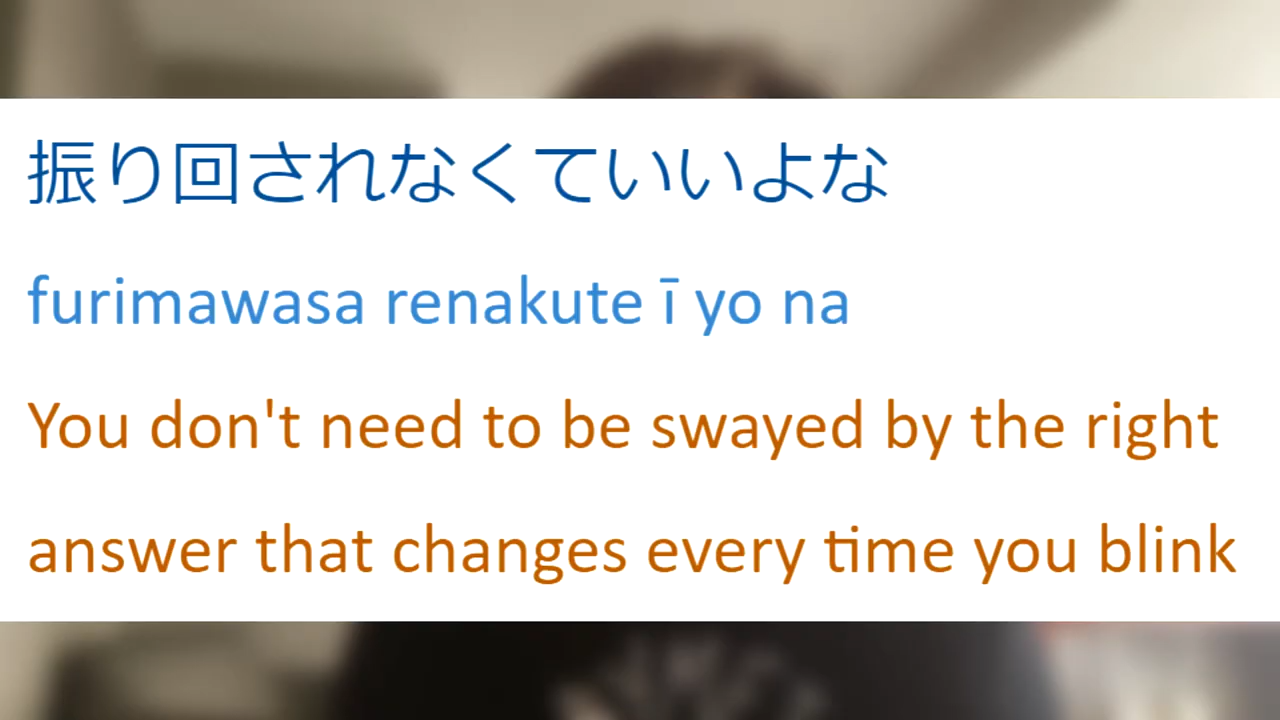 振り回されなくていいよな
furimawasa renakute ī yo na
You don't need to be swayed by the right
answer that changes every time you blink